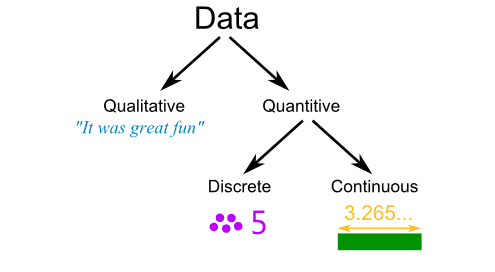 Data
Qualitative
Quantitive
"It was great fun"
Discrete
Continuous
5
3.265...